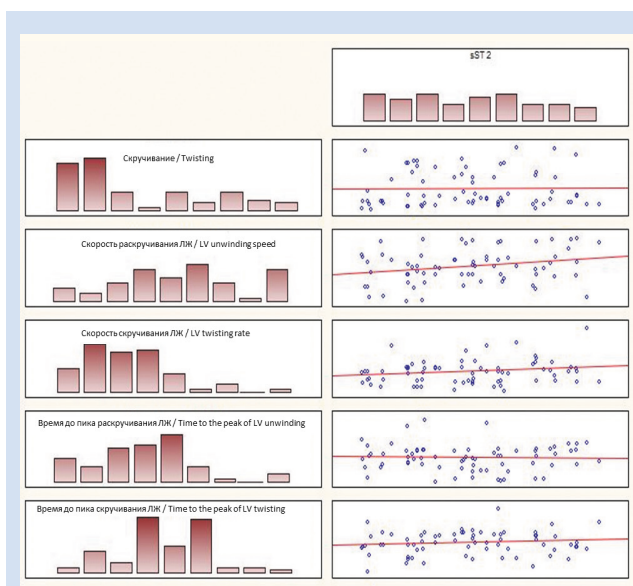 sST 2
Скручивание / Twisting
Скорость раскручивания ЛЖ / LV unwinding speed
Скорость скручивания ЛЖ / LV twisting rate
Время до пика раскручивания ЛЖ / Time to the peak of LV unwinding
Время до пика скручивания ЛЖ / Time to the peak of LV twisting